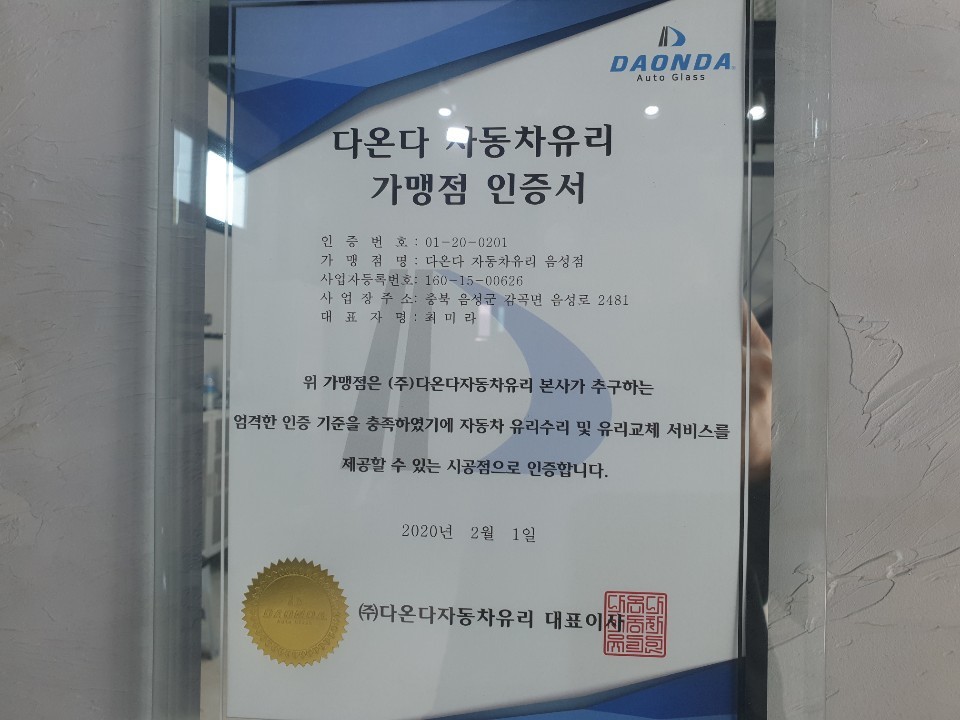 DAONDA
Auto Glass
다온다 자동차유리
가맹점 인증서
인 증 번 호 : 01-20-0201
가 맹 점 명 : 다온다 자동차유리 음성점
사업자등록번호: 160-15-00626
사 업 장 주 소: 충북 음성군 감곡면 음성로 2481
대 표 자 명 : 최미라
위 가맹점은 (주)다온다자동차유리 본사가 추구하는
엄격한 인증 기준을 충족하였기에 자동차 유리수리 및 유리교체 서비스를
제공할 수 있는 시공점으로 인증합니다.
2020년 2월 1일
DAONDA
㈜다온다자동차유리 대표이사